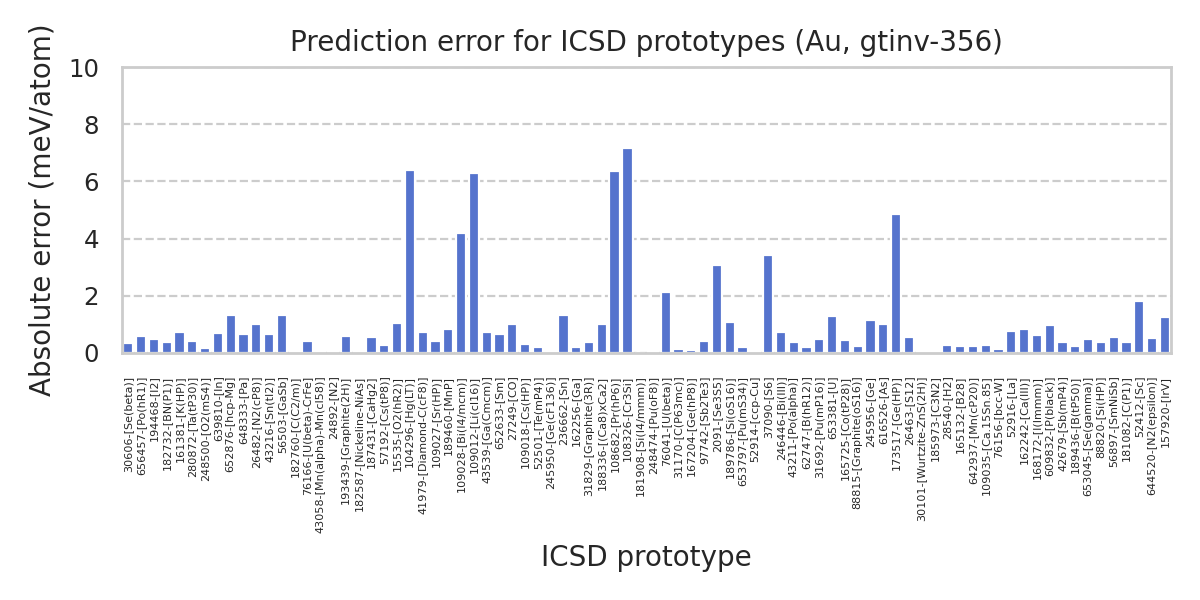 Prediction error for ICSD prototypes (Au, gtinv-356)
Absolute error (meV/atom)
10
8
6
4
2
0
30606-[Se(beta)]
656457-[Po(hR1)]
19468-[I2]
182732-[BN(P1)]
161381-[K(HP)]
280872-[Ta(tP30)]
248500-[O2(mS4)]
639810-[In]
652876-[hcp-Mg]
648333-[Pa]
26482-[N2(cP8)]
43216-[Sn(tI2)]
56503-[GaSb]
182760-[C(C2/m)]
76166-[U(beta)-CrFe]
43058-[Mn(alpha)-Mn(cI58)]
24892-[N2]
193439-[Graphite(2H)]
182587-[Nickeline-NiAs]
187431-[CaHg2]
57192-[Cs(tP8)]
15535-[O2(hR2)]
104296-[Hg(LT)]
41979-[Diamond-C(cF8)]
109027-[Sr(HP)]
189460-[MnP]
109028-[Bi(I4/mcm)]
109012-[Li(cI16)]
43539-[Ga(Cmcm)]
652633-[Sm]
27249-[CO]
109018-[Cs(HP)]
52501-[Te(mP4)]
245950-[Ge(cF136)]
236662-[Sn]
162256-[Ga]
31829-[Graphite(3R)]
188336-[(Ca8)xCa2]
108682-[Pr(hP6)]
108326-[Cr3Si]
181908-[Si(I4/mmm)]
248474-[Pu(oF8)]
76041-[U(beta)]
31170-[C(P63mc)]
167204-[Ge(hP8)]
97742-[Sb2Te3]
2091-[Se3S5]
189786-[Si(oS16)]
653797-[Pu(mS34)]
52914-[ccp-Cu]
37090-[S6]
246446-[Bi(III)]
43211-[Po(alpha)]
62747-[B(hR12)]
31692-[Pu(mP16)]
653381-[U]
165725-[Co(tP28)]
88815-[Graphite(oS16)]
245956-[Ge]
616526-[As]
173517-[Ge(HP)]
26463-[S12]
30101-[Wurtzite-ZnS(2H)]
185973-[C3N2]
28540-[H2]
165132-[B28]
642937-[Mn(cP20)]
109035-[Ca.15Sn.85]
76156-[bcc-W]
52916-[La]
162242-[Ca(III)]
168172-[I(Immm)]
609832-[P(black)]
42679-[Sb(mP4)]
189436-[B(tP50)]
653045-[Se(gamma)]
88820-[Si(HP)]
56897-[SmNiSb]
181082-[C(P1)]
52412-[Sc]
644520-[N2(epsilon)]
157920-[IrV]
ICSD prototype